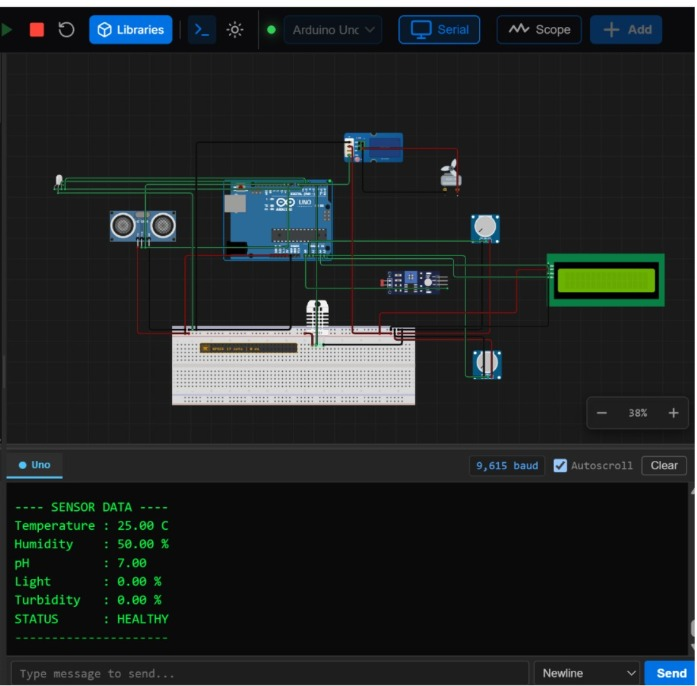 Libraries
Arduino Unc
Serial
Scope
+ Add
UNO
38%
Uno
9,615 baud
Autoscroll
Clear
---- SENSOR DATA ----
Temperature : 25.00 C
Humidity : 50.00 %
pH : 7.00
Light : 0.00 %
Turbidity : 0.00 %
STATUS : HEALTHY
---------------------
Type message to send...
Newline
Send